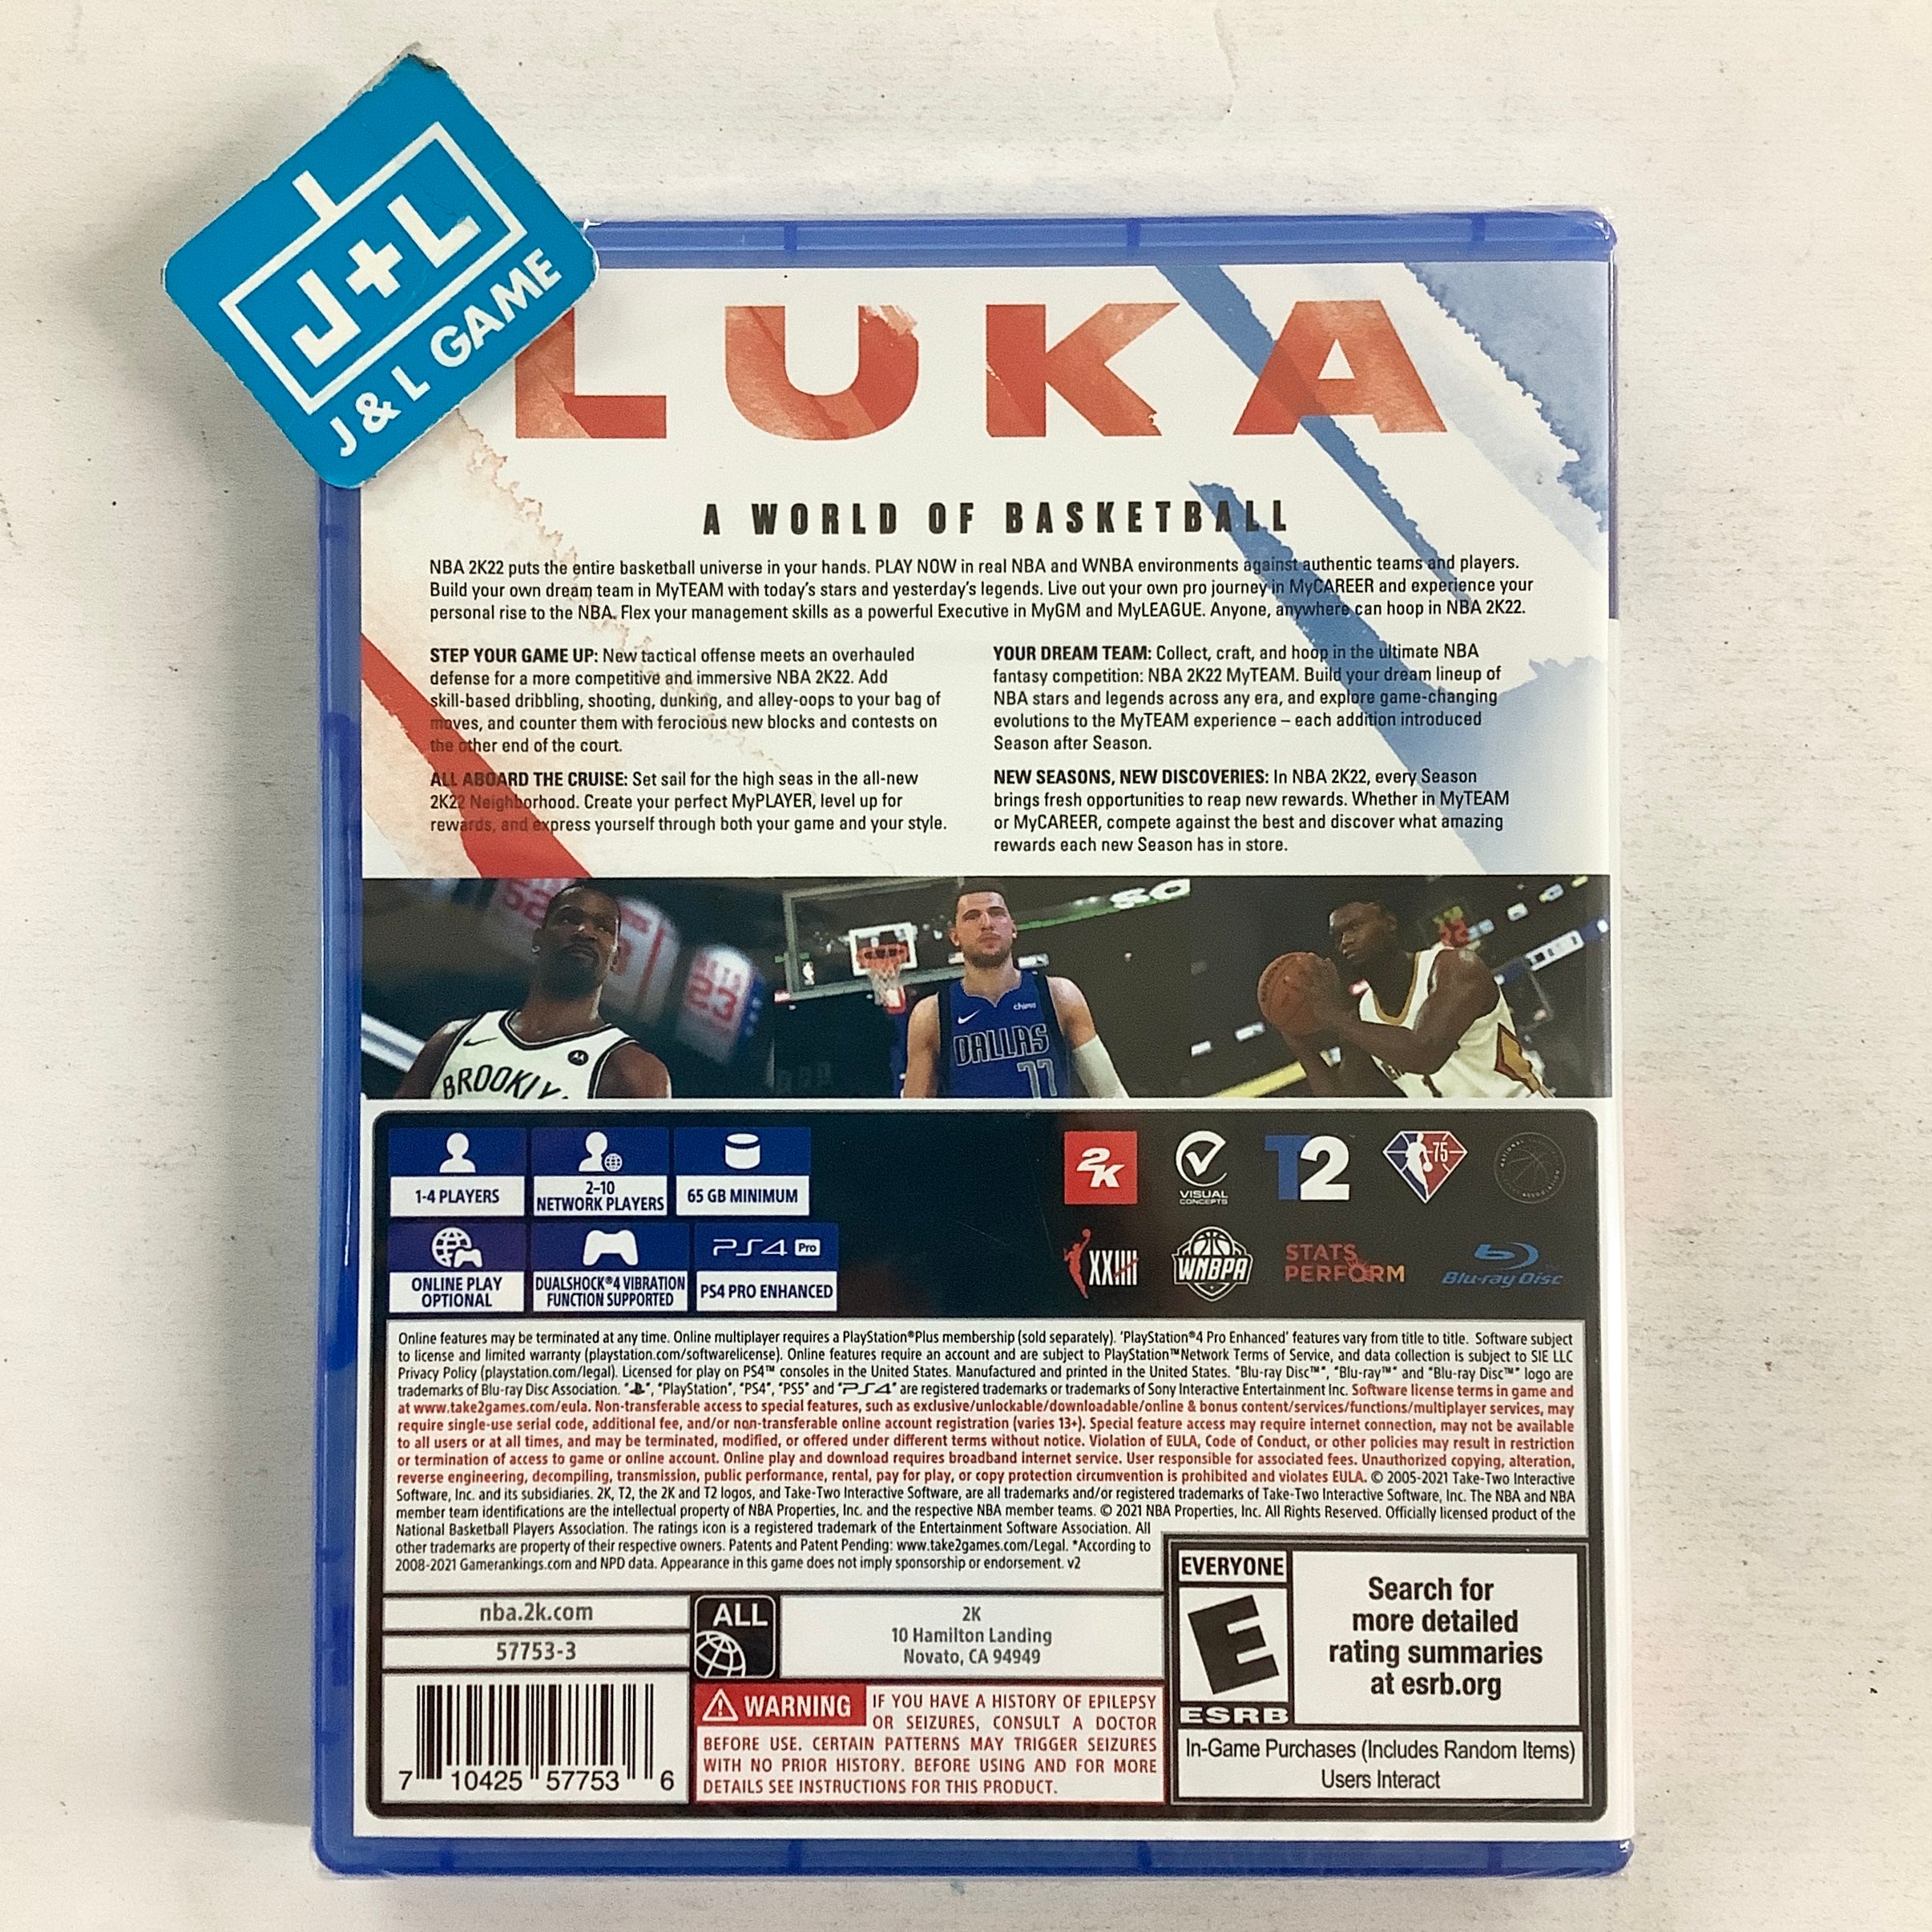 J+L
J & L GAME
LUKA
A WORLD OF BASKETBALL
NBA 2K22 puts the entire basketball universe in your hands. PLAY NOW in real NBA and WNBA environments against authentic teams and players.
Build your own dream team in MyTEAM with today's stars and yesterday's legends. Live out your own pro journey in MyCAREER and experience your
personal rise to the NBA. Flex your management skills as a powerful Executive in MyGM and MyLEAGUE. Anyone, anywhere can hoop in NBA 2K22.
STEP YOUR GAME UP: New tactical offense meets an overhauled
defense for a more competitive and immersive NBA 2K22. Add
skill-based dribbling, shooting, dunking, and alley-oops to your bag of
moves, and counter them with ferocious new blocks and contests on
the other end of the court.
ALL ABOARD THE CRUISE: Set sail for the high seas in the all-new
2K22 Neighborhood. Create your perfect MyPLAYER, level up for
rewards, and express yourself through both your game and your style.
YOUR DREAM TEAM: Collect, craft, and hoop in the ultimate NBA
fantasy competition: NBA 2K22 MyTEAM. Build your dream lineup of
NBA stars and legends across any era, and explore game-changing
evolutions to the MyTEAM experience – each addition introduced
Season after Season.
NEW SEASONS, NEW DISCOVERIES: In NBA 2K22, every Season
brings fresh opportunities to reap new rewards. Whether in MyTEAM
or MyCAREER, compete against the best and discover what amazing
rewards each new Season has in store.
BROOKLY
chime
DALLAS
77
1-4 PLAYERS
2-10
NETWORK PLAYERS
65 GB MINIMUM
ONLINE PLAY
OPTIONAL
DUALSHOCK®4 VIBRATION
FUNCTION SUPPORTED
PS4 Pro
PS4 PRO ENHANCED
2K
VISUAL
CONCEPTS
T2
75
WNBPA
STATS
PERFORM
Blu-ray Disc
Online features may be terminated at any time. Online multiplayer requires a PlayStation®Plus membership (sold separately). 'PlayStation®4 Pro Enhanced' features vary from title to title. Software subject
to license and limited warranty (playstation.com/softwarelicense). Online features require an account and are subject to PlayStation™Network Terms of Service, and data collection is subject to SIE LLC
Privacy Policy (playstation.com/legal). Licensed for play on PS4™ consoles in the United States. Manufactured and printed in the United States. "Blu-ray Disc™", "Blu-ray™" and "Blu-ray Disc™" logo are
trademarks of Blu-ray Disc Association. "PlayStation", "PS4", "PS5" and "PS4" are registered trademarks or trademarks of Sony Interactive Entertainment Inc. Software license terms in game and
at www.take2games.com/eula. Non-transferable access to special features, such as exclusive/unlockable/downloadable/online & bonus content/services/functions/multiplayer services, may
require single-use serial code, additional fee, and/or non-transferable online account registration (varies 13+). Special feature access may require internet connection, may not be available
to all users or at all times, and may be terminated, modified, or offered under different terms without notice. Violation of EULA, Code of Conduct, or other policies may result in restriction
or termination of access to game or online account. Online play and download requires broadband internet service. User responsible for associated fees. Unauthorized copying, alteration,
reverse engineering, decompiling, transmission, public performance, rental, pay for play, or copy protection circumvention is prohibited and violates EULA. © 2005-2021 Take-Two Interactive
Software, Inc. and its subsidiaries. 2K, T2, the 2K and T2 logos, and Take-Two Interactive Software, are all trademarks and/or registered trademarks of Take-Two Interactive Software, Inc. The NBA and NBA
member team identifications are the intellectual property of NBA Properties, Inc. and the respective NBA member teams. © 2021 NBA Properties, Inc. All Rights Reserved. Officially licensed product of the
National Basketball Players Association. The ratings icon is a registered trademark of the Entertainment Software Association. All
other trademarks are property of their respective owners. Patents and Patent Pending: www.take2games.com/Legal. *According to
2008-2021 Gamerankings.com and NPD data. Appearance in this game does not imply sponsorship or endorsement. v2
nba.2k.com
57753-3
ALL
2K
10 Hamilton Landing
Novato, CA 94949
7 10425 57753 6
WARNING IF YOU HAVE A HISTORY OF EPILEPSY
OR SEIZURES, CONSULT A DOCTOR
BEFORE USE. CERTAIN PATTERNS MAY TRIGGER SEIZURES
WITH NO PRIOR HISTORY. BEFORE USING AND FOR MORE
DETAILS SEE INSTRUCTIONS FOR THIS PRODUCT.
EVERYONE
E
ESRB
Search for
more detailed
rating summaries
at esrb.org
In-Game Purchases (Includes Random Items)
Users Interact